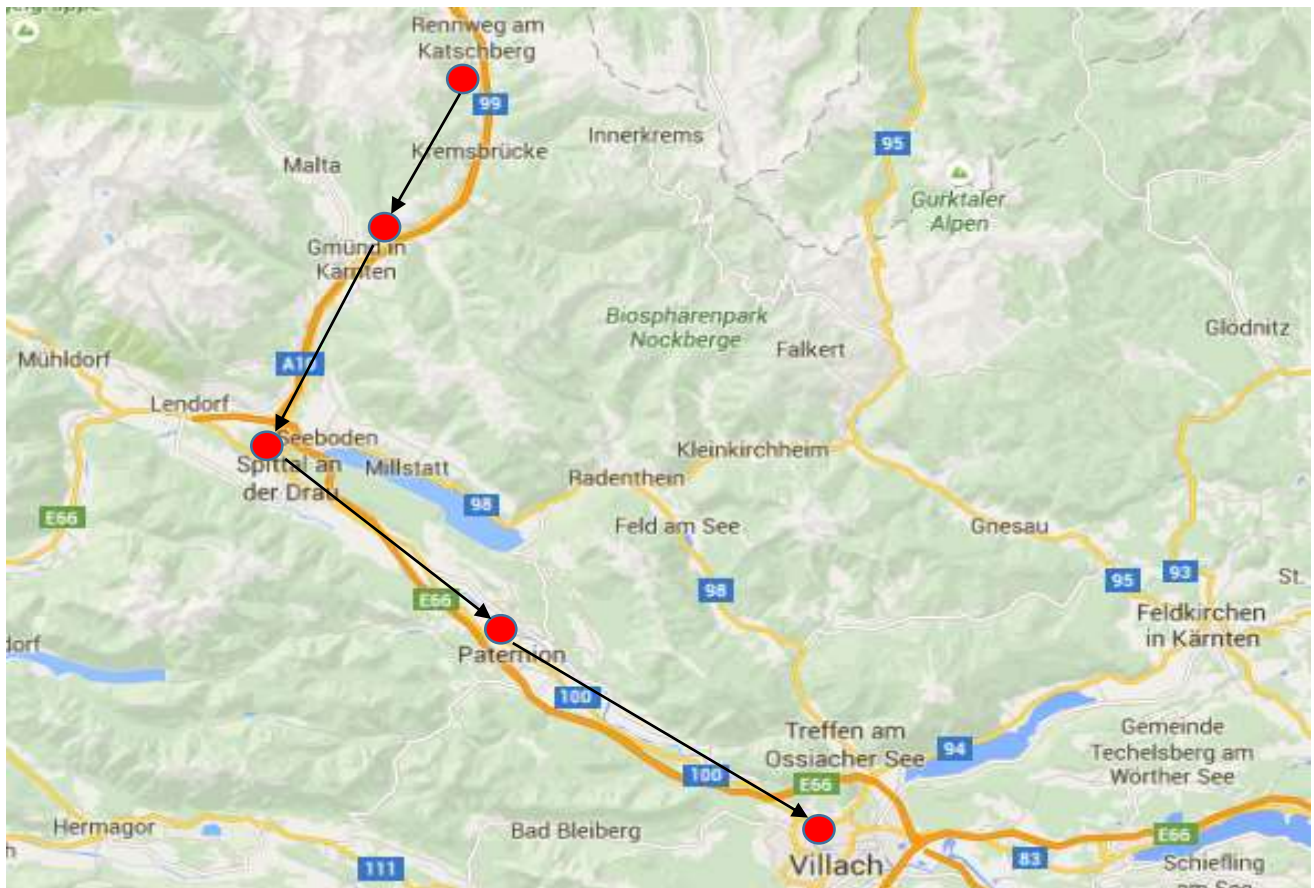 Rennweg am
Katschberg
99
Innerkrems
Kremsbrücke
95
Malta
Gurktaler
Alpen
Gmünd in
Kärnten
Biosphärenpark
Nockberge
Glödnitz
Falkert
Mühldorf
A10
Lendorf
Seeboden
Kleinkirchheim
Spittal an
der Drau
Millstatt
Radenthein
98
E66
Feld am See
Gnesau
95
93
St.
98
E66
Feldkirchen
in Kärnten
dorf
Paternion
100
Treffen am
Ossiacher See
94
Gemeinde
Techelsberg am
Wörther See
100
E66
Hermagor
Bad Bleiberg
E66
Villach
83
111
Schiefling
am See